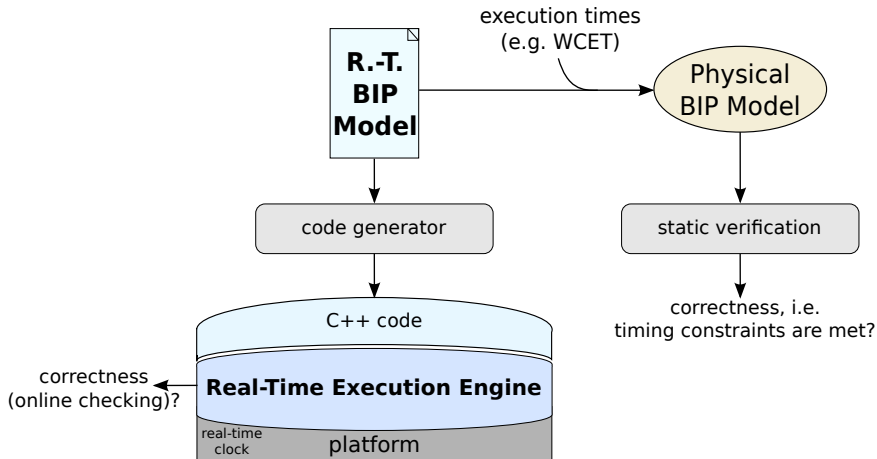 execution times
(e.g. WCET)
R.-T.
BIP
Model
Physical
BIP Model
code generator
static verification
C++ code
correctness, i.e.
timing constraints are met?
correctness
(online checking)?
Real-Time Execution Engine
real-time
clock
platform